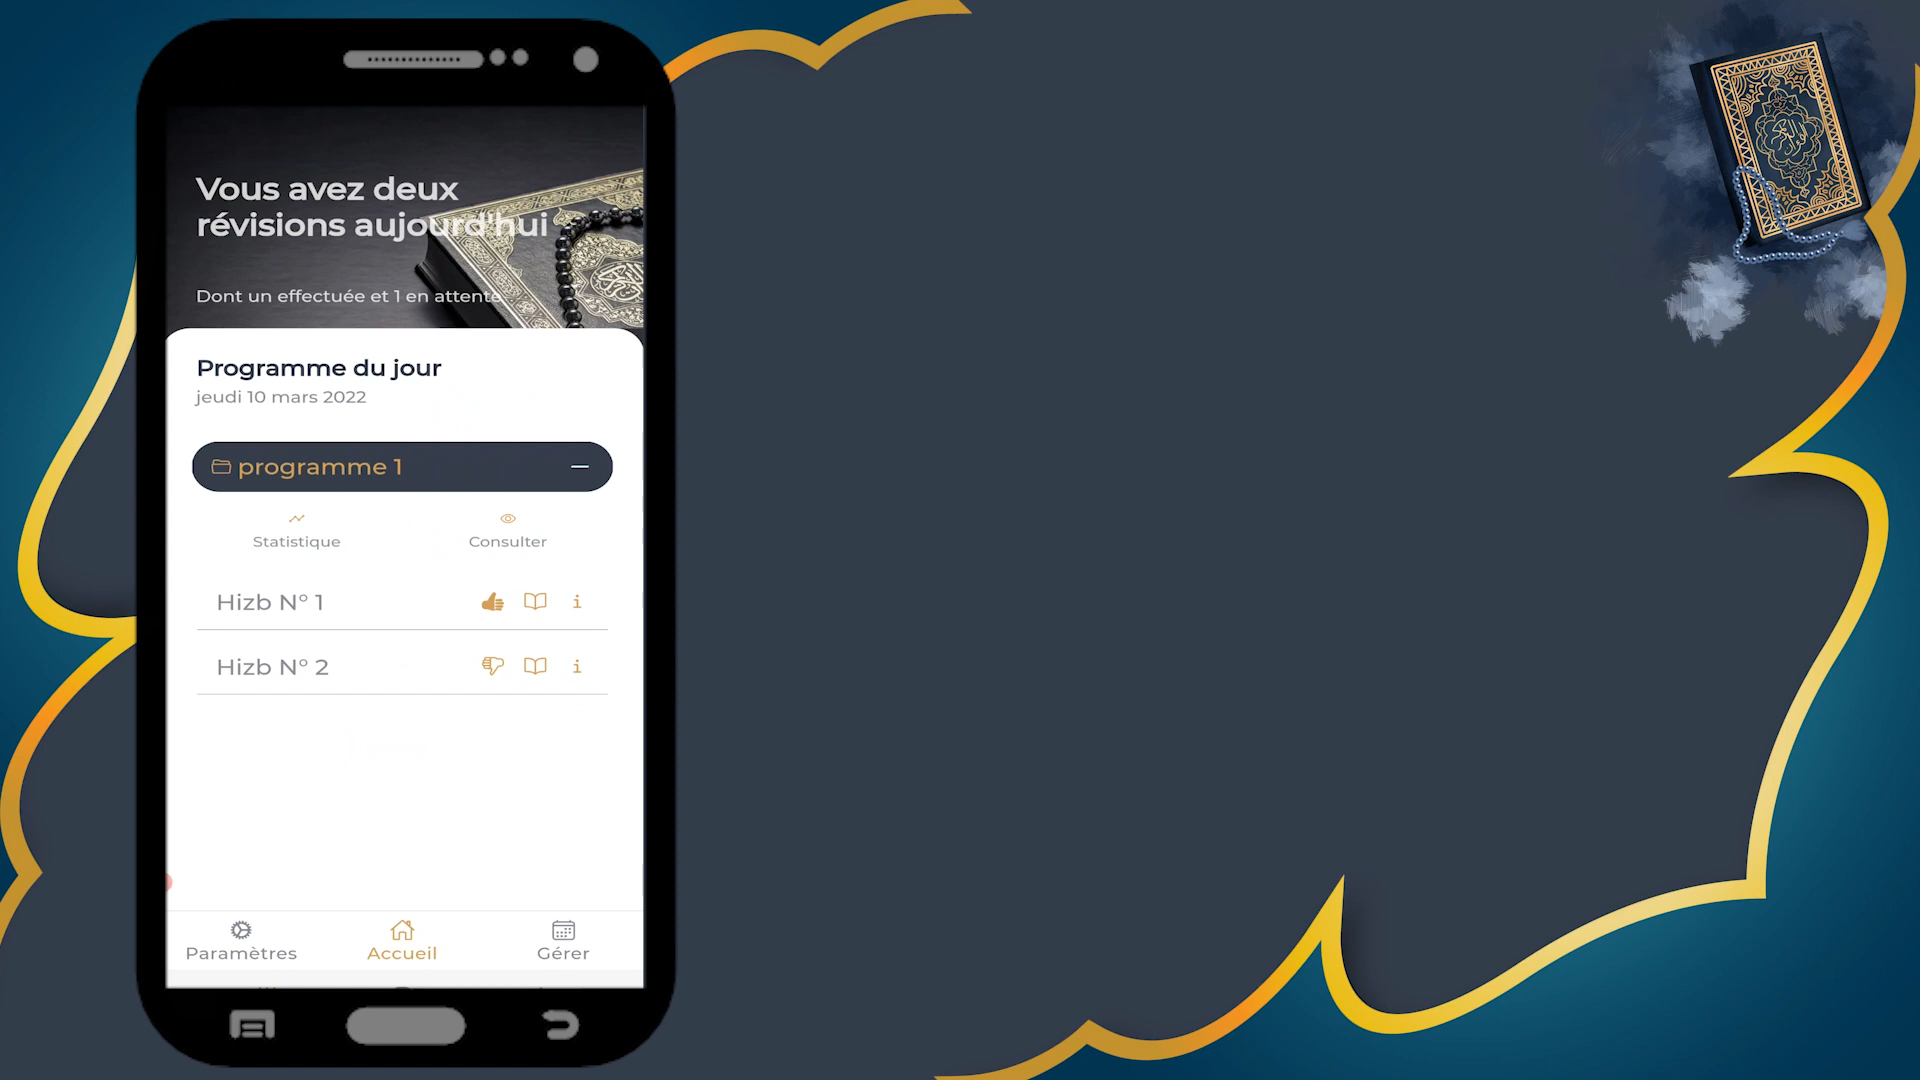 Vous avez deux
révisions aujourd'hui
Dont un effectuée et 1 en attente.
Programme du jour
jeudi 10 mars 2022
programme 1
Statistique
Consulter
Hizb N° 1
Hizb N° 2
Paramètres
Accueil
Gérer